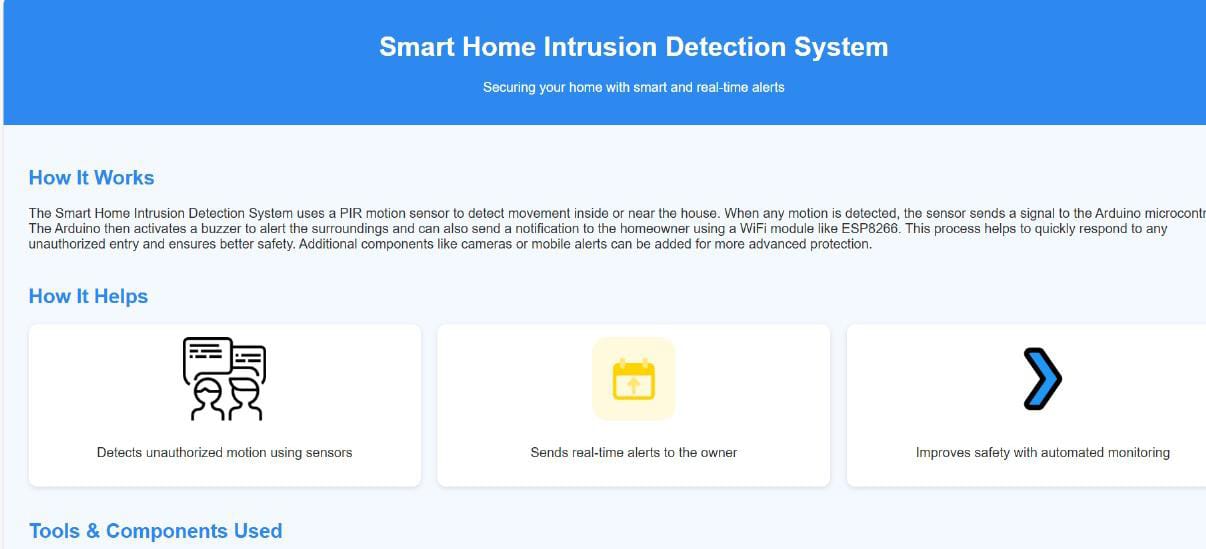 Smart Home Intrusion Detection System
Securing your home with smart and real-time alerts
How It Works
The Smart Home Intrusion Detection System uses a PIR motion sensor to detect movement inside or near the house. When any motion is detected, the sensor sends a signal to the Arduino microcontr
The Arduino then activates a buzzer to alert the surroundings and can also send a notification to the homeowner using a WiFi module like ESP8266. This process helps to quickly respond to any
unauthorized entry and ensures better safety. Additional components like cameras or mobile alerts can be added for more advanced protection.
How It Helps
Detects unauthorized motion using sensors
Sends real-time alerts to the owner
Improves safety with automated monitoring
Tools & Components Used